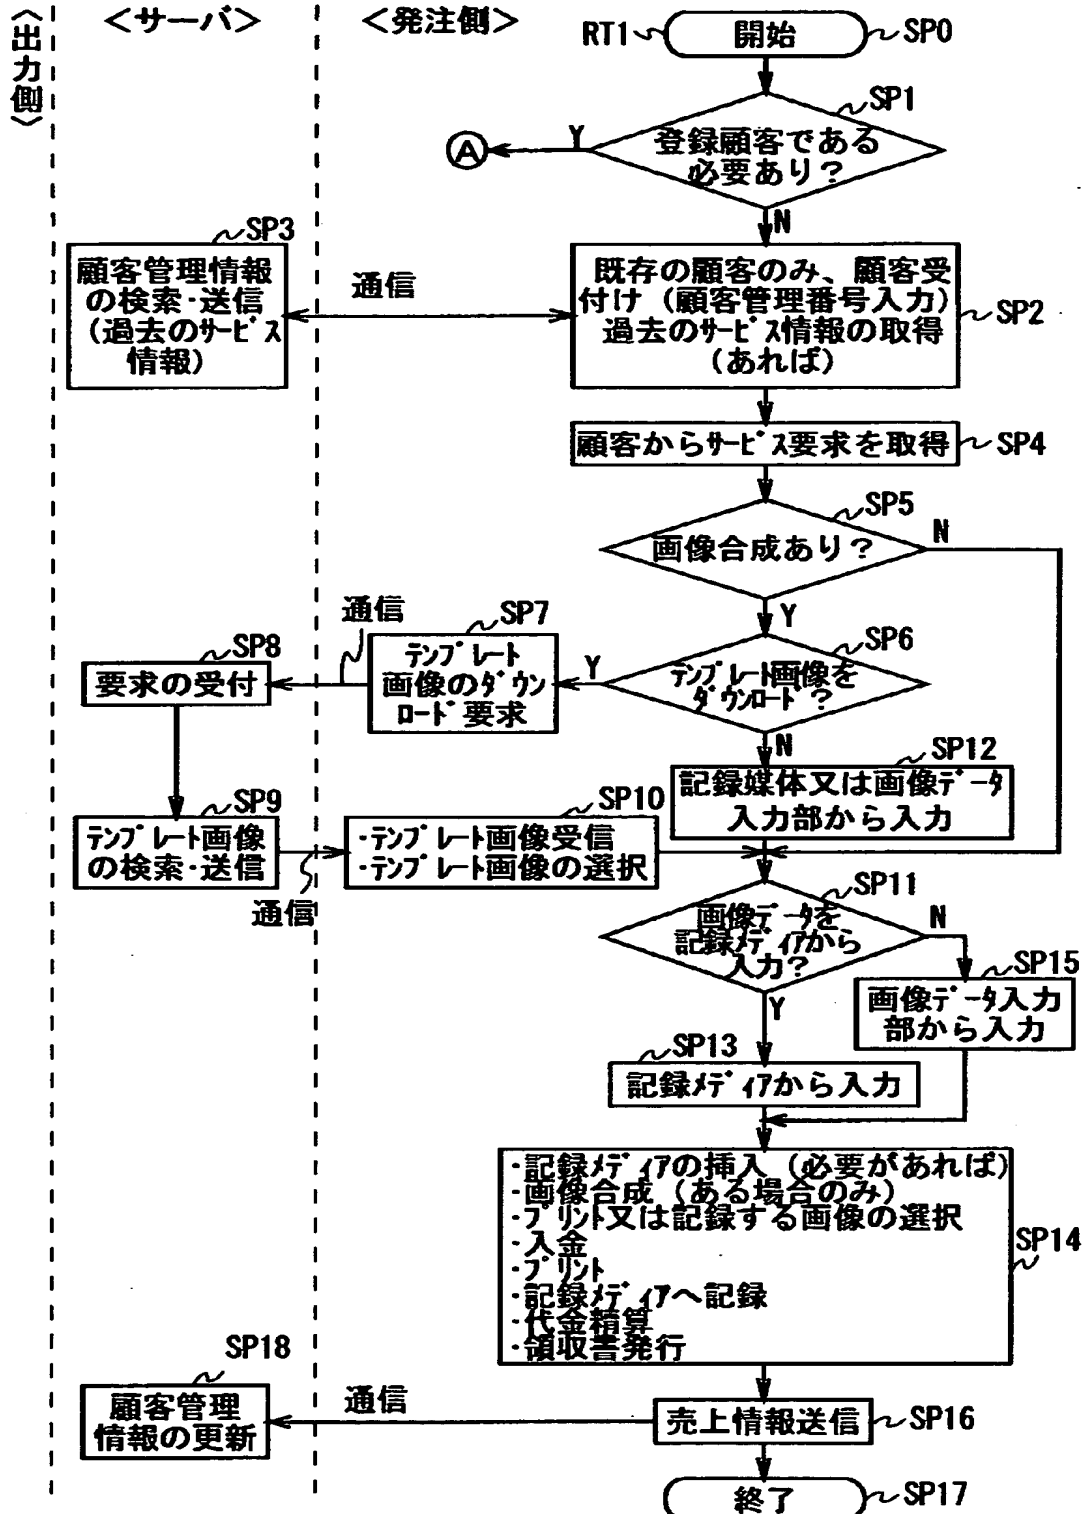 〈出力側〉
〈サーバ〉
〈発注側〉
RT1
開始
SP0
SP1
登録顧客である
必要あり？
Y
A
N
SP3
顧客管理情報
の検索・送信
（過去のサービス
情報）
通信
既存の顧客のみ、顧客受
付け（顧客管理番号入力）
過去のサービス情報の取得
（あれば）
SP2
顧客からサービス要求を取得
SP4
SP5
画像合成あり？
N
Y
SP6
テンプレート画像を
ダウンロード？
Y
N
SP7
テンプレート
画像のダウン
ロード要求
通信
SP8
要求の受付
SP9
テンプレート画像
の検索・送信
通信
SP10
・テンプレート画像受信
・テンプレート画像の選択
SP12
記録媒体又は画像データ
入力部から入力
SP11
画像データを
記録メディアから
入力？
N
Y
SP15
画像データ入力
部から入力
SP13
記録メディアから入力
・記録メディアの挿入（必要があれば）
・画像合成（ある場合のみ）
・プリント又は記録する画像の選択
・入金
・プリント
・記録メディアへ記録
・代金精算
・領収書発行
SP14
SP18
顧客管理
情報の更新
通信
売上情報送信
SP16
終了
SP17